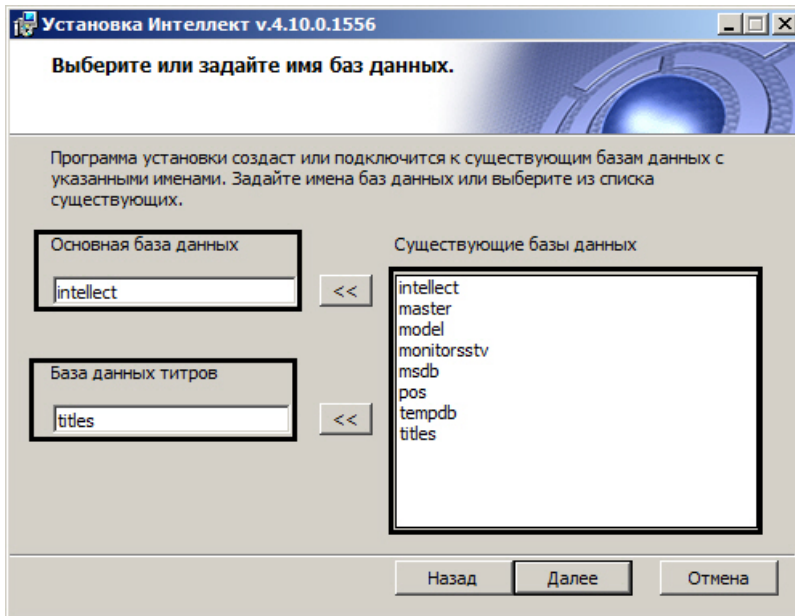 Установка Интеллект v.4.10.0.1556
Выберите или задайте имя баз данных.
Программа установки создаст или подключится к существующим базам данных с
указанными именами. Задайте имена баз данных или выберите из списка
существующих.
Основная база данных
intellect
<<
База данных титров
titles
<<
Существующие базы данных
intellect
master
model
monitorsstv
msdb
pos
tempdb
titles
Назад
Далее
Отмена